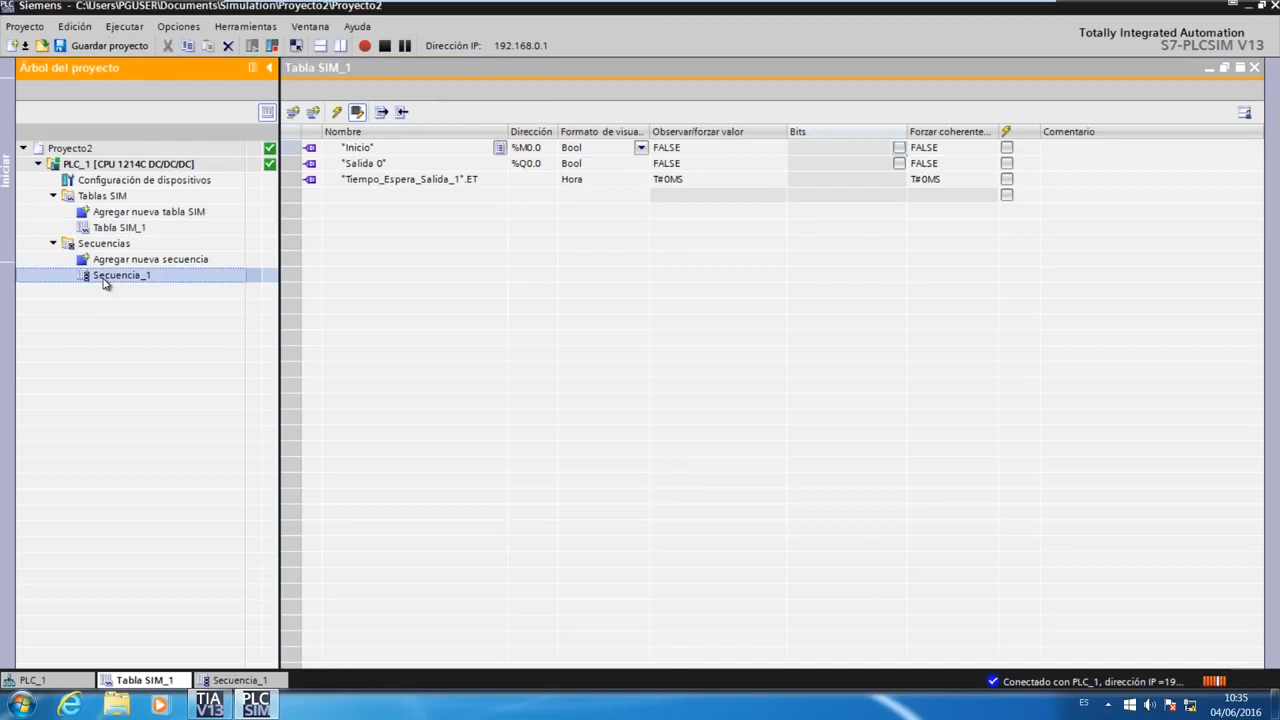 Siemens - C:\Users\PGUSER\Documents\Simulation\Proyecto2\Proyecto2
Proyecto Edición Ejecutar Opciones Herramientas Ventana Ayuda
Guardar proyecto Dirección IP: 192.168.0.1
Totally Integrated Automation
S7-PLCSIM V13
Árbol del proyecto
Tabla SIM_1
Iniciar
Nombre Dirección Formato de visua... Observar/forzar valor Bits Forzar coherente... Comentario
Proyecto2
PLC_1 [CPU 1214C DC/DC/DC]
Configuración de dispositivos
Tablas SIM
Agregar nueva tabla SIM
Tabla SIM_1
Secuencias
Agregar nueva secuencia
Secuencia_1
"Inicio" %M0.0 Bool FALSE FALSE
"Salida 0" %Q0.0 Bool FALSE FALSE
"Tiempo_Espera_Salida_1".ET Hora T#0MS T#0MS
PLC_1 Tabla SIM_1 Secuencia_1
Conectado con PLC_1, dirección IP =19...
TIA V13
PLC SIM
ES
10:35
04/06/2016